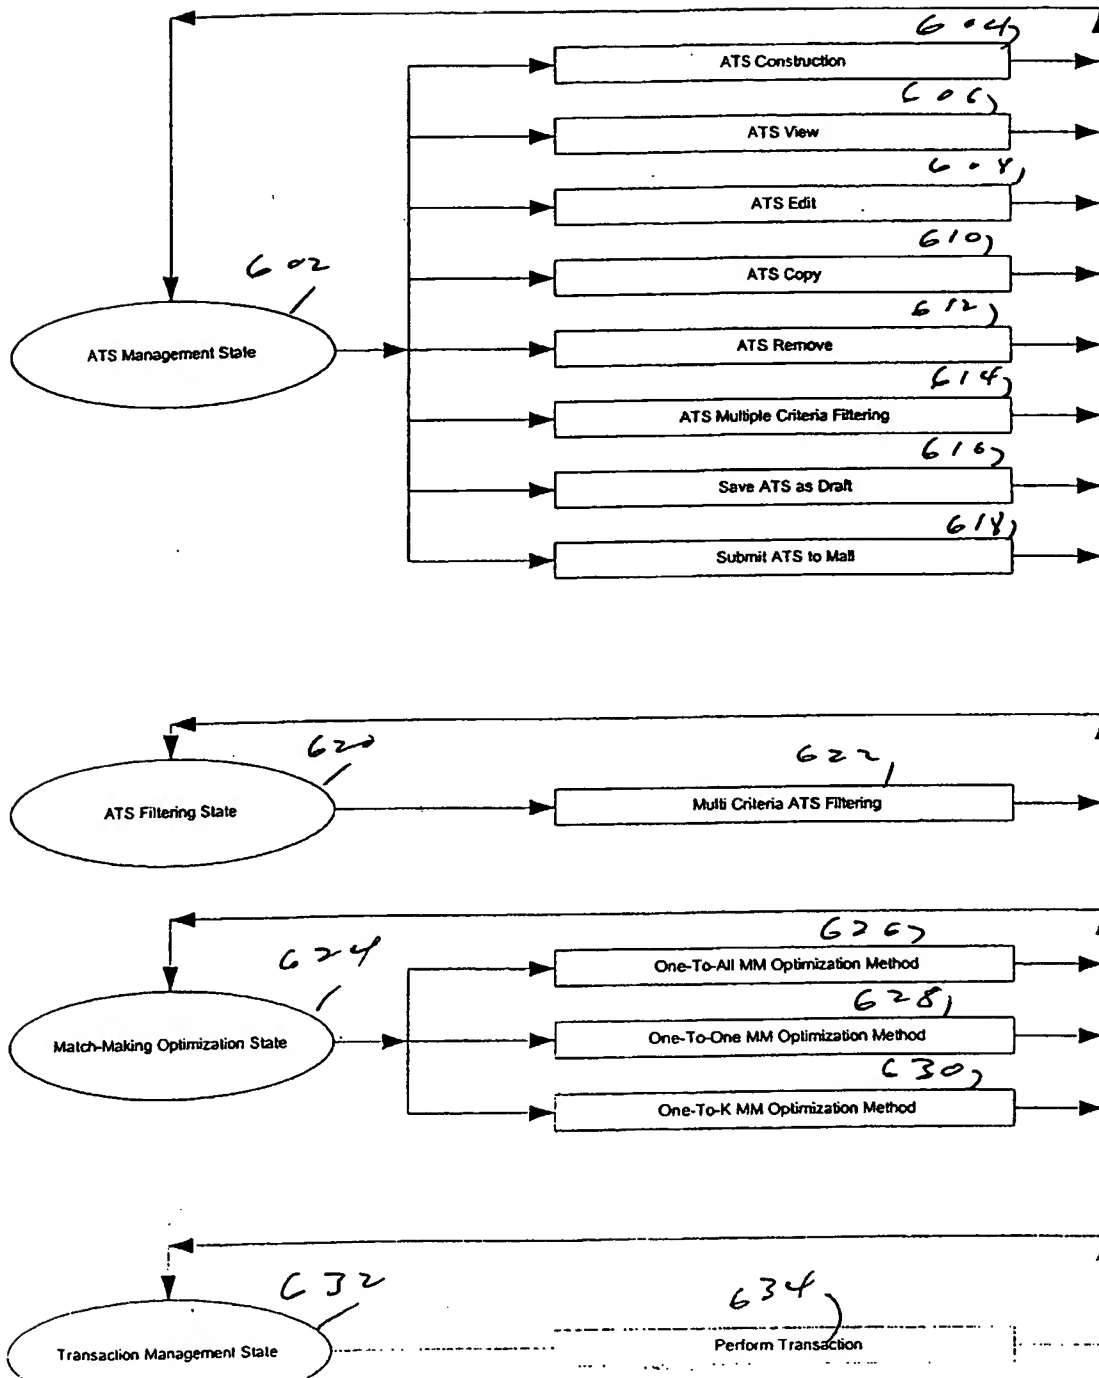 604
ATS Construction
606
ATS View
608
ATS Edit
610
ATS Copy
602
612
ATS Management State
ATS Remove
614
ATS Multiple Criteria Filtering
616
Save ATS as Draft
618
Submit ATS to Mall
620
622
ATS Filtering State
Multi Criteria ATS Filtering
624
626
One-To-All MM Optimization Method
628
Match-Making Optimization State
One-To-One MM Optimization Method
630
One-To-K MM Optimization Method
632
634
Transaction Management State
Perform Transaction